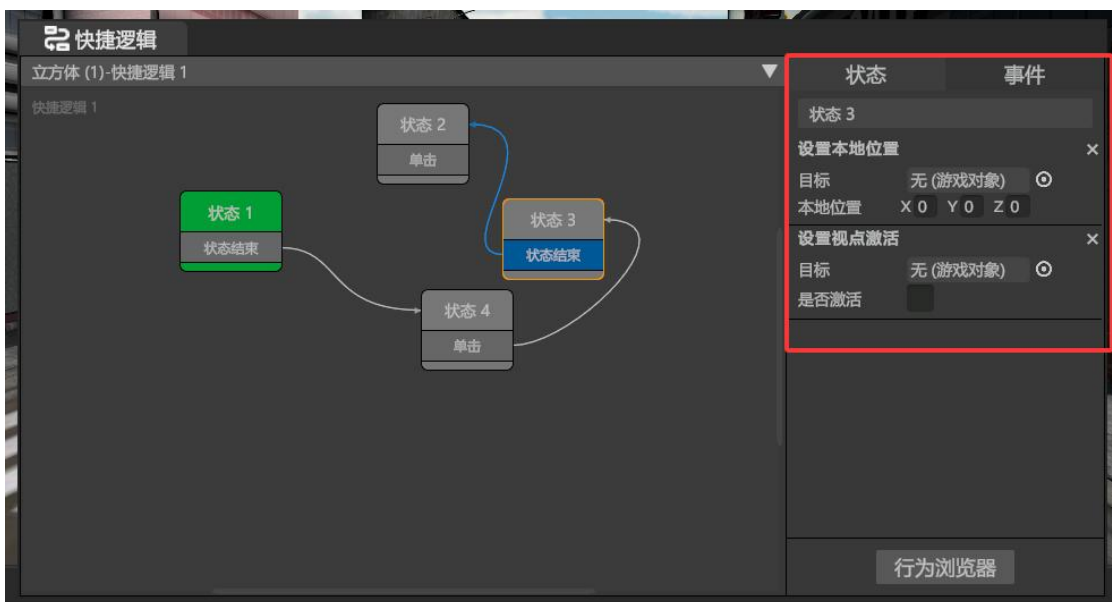 快捷逻辑
立方体 (1)-快捷逻辑 1
快捷逻辑 1
状态 2
单击
状态 1
状态结束
状态 3
状态结束
状态 4
单击
状态 事件
状态 3
设置本地位置
目标 无 (游戏对象)
本地位置 X 0 Y 0 Z 0
设置视点激活
目标 无 (游戏对象)
是否激活
行为浏览器